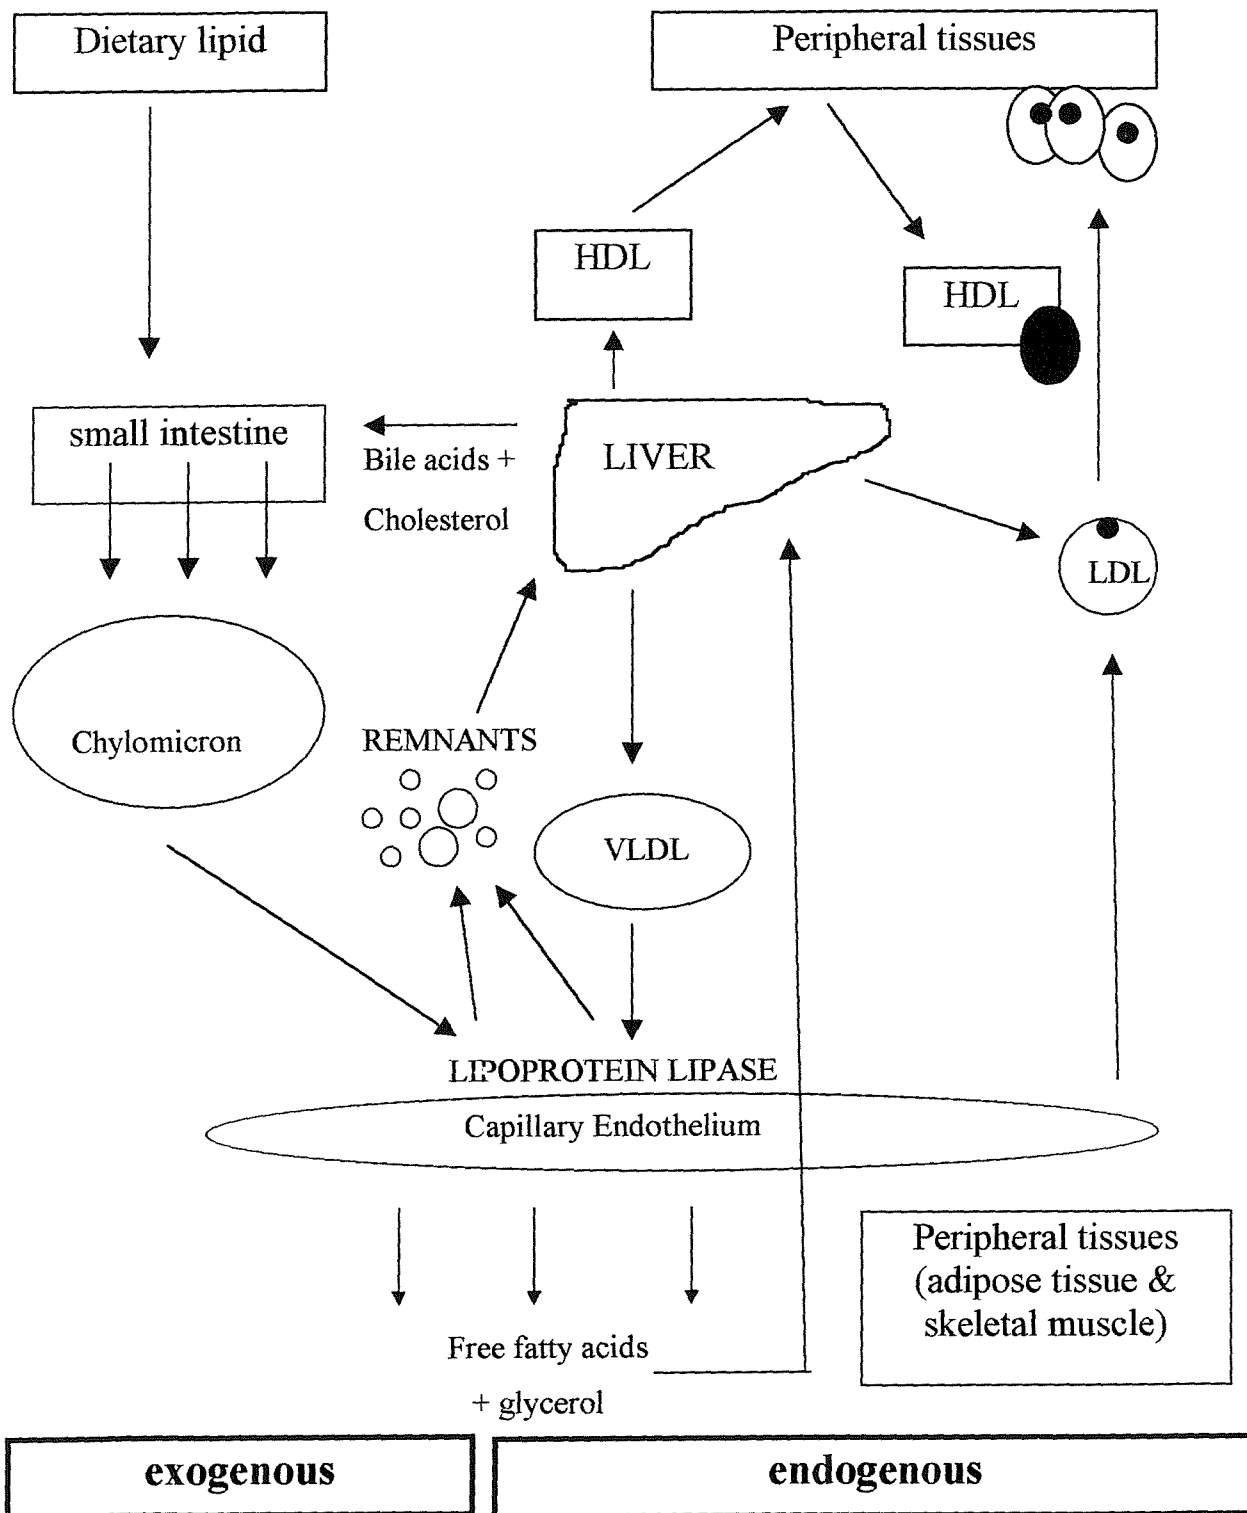 Dietary lipid
Peripheral tissues
HDL
HDL
small intestine
Bile acids +
Cholesterol
LIVER
LDL
Chylomicron
REMNANTS
VLDL
LIPOPROTEIN LIPASE
Capillary Endothelium
Peripheral tissues
(adipose tissue &
skeletal muscle)
Free fatty acids
+ glycerol
exogenous
endogenous